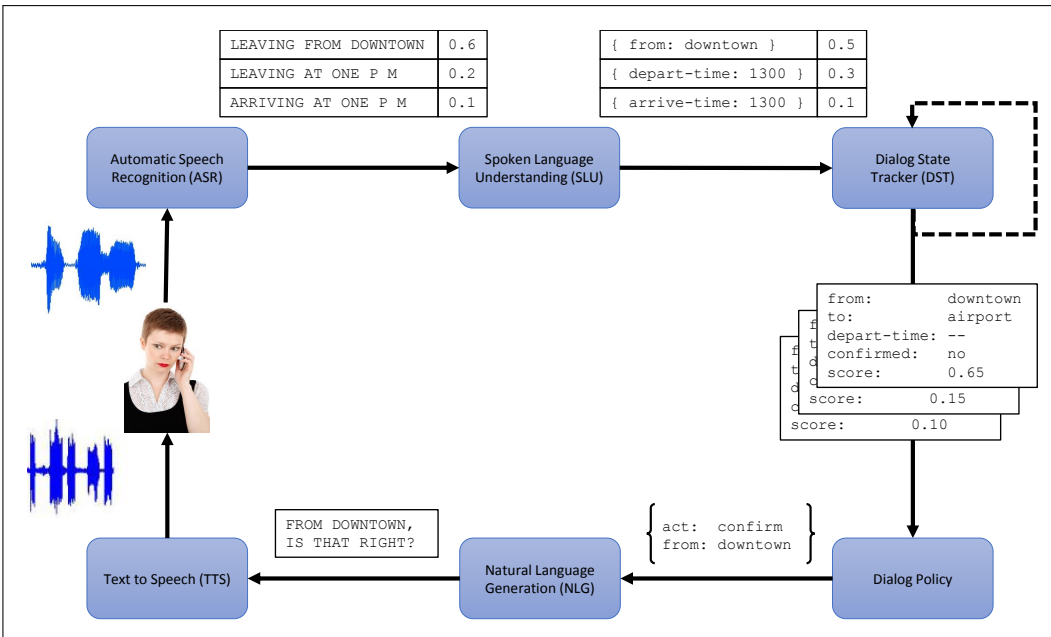 LEAVING FROM DOWNTOWN 0.6
LEAVING AT ONE P M 0.2
ARRIVING AT ONE P M 0.1
{ from: downtown } 0.5
{ depart-time: 1300 } 0.3
{ arrive-time: 1300 } 0.1
Automatic Speech
Recognition (ASR)
Spoken Language
Understanding (SLU)
Dialog State
Tracker (DST)
from: downtown
to: airport
depart-time: --
confirmed: no
score: 0.65
f
t
d
c
score: 0.15
f
t
d
c
score: 0.10
FROM DOWNTOWN,
IS THAT RIGHT?
act: confirm
from: downtown
Text to Speech (TTS)
Natural Language
Generation (NLG)
Dialog Policy